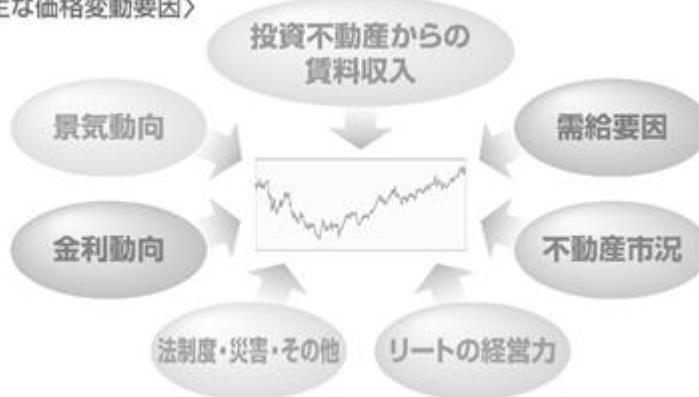 な価格変動要因〉
投資不動産からの
賃料収入
景気動向
需給要因
金利動向
不動産市況
法制度・災害・その他
リートの経営力